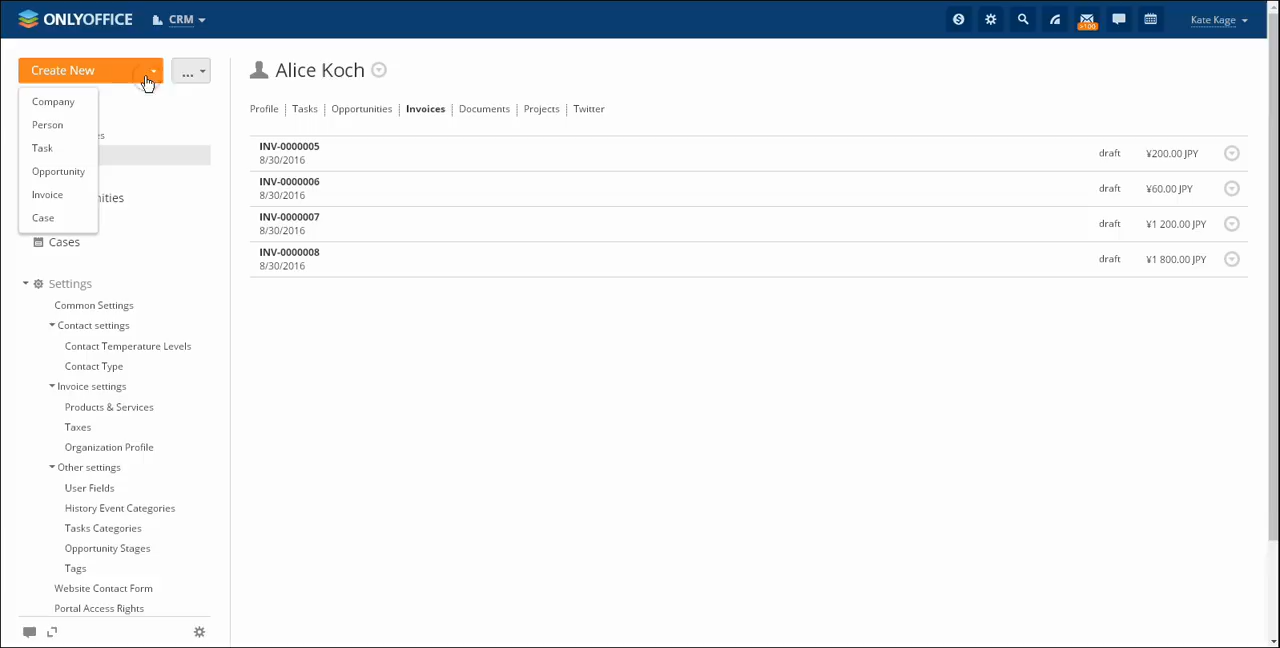 ONLYOFFICE CRM Kate Kage
>100
Create New ...
Company
Person
Task
Opportunity
Invoice
Case
es
nities
Cases
Settings
Common Settings
Contact settings
Contact Temperature Levels
Contact Type
Invoice settings
Products & Services
Taxes
Organization Profile
Other settings
User Fields
History Event Categories
Tasks Categories
Opportunity Stages
Tags
Website Contact Form
Portal Access Rights
Alice Koch
Profile | Tasks | Opportunities | Invoices | Documents | Projects | Twitter
INV-0000005 draft ¥200.00 JPY
8/30/2016
INV-0000006 draft ¥60.00 JPY
8/30/2016
INV-0000007 draft ¥1 200.00 JPY
8/30/2016
INV-0000008 draft ¥1 800.00 JPY
8/30/2016